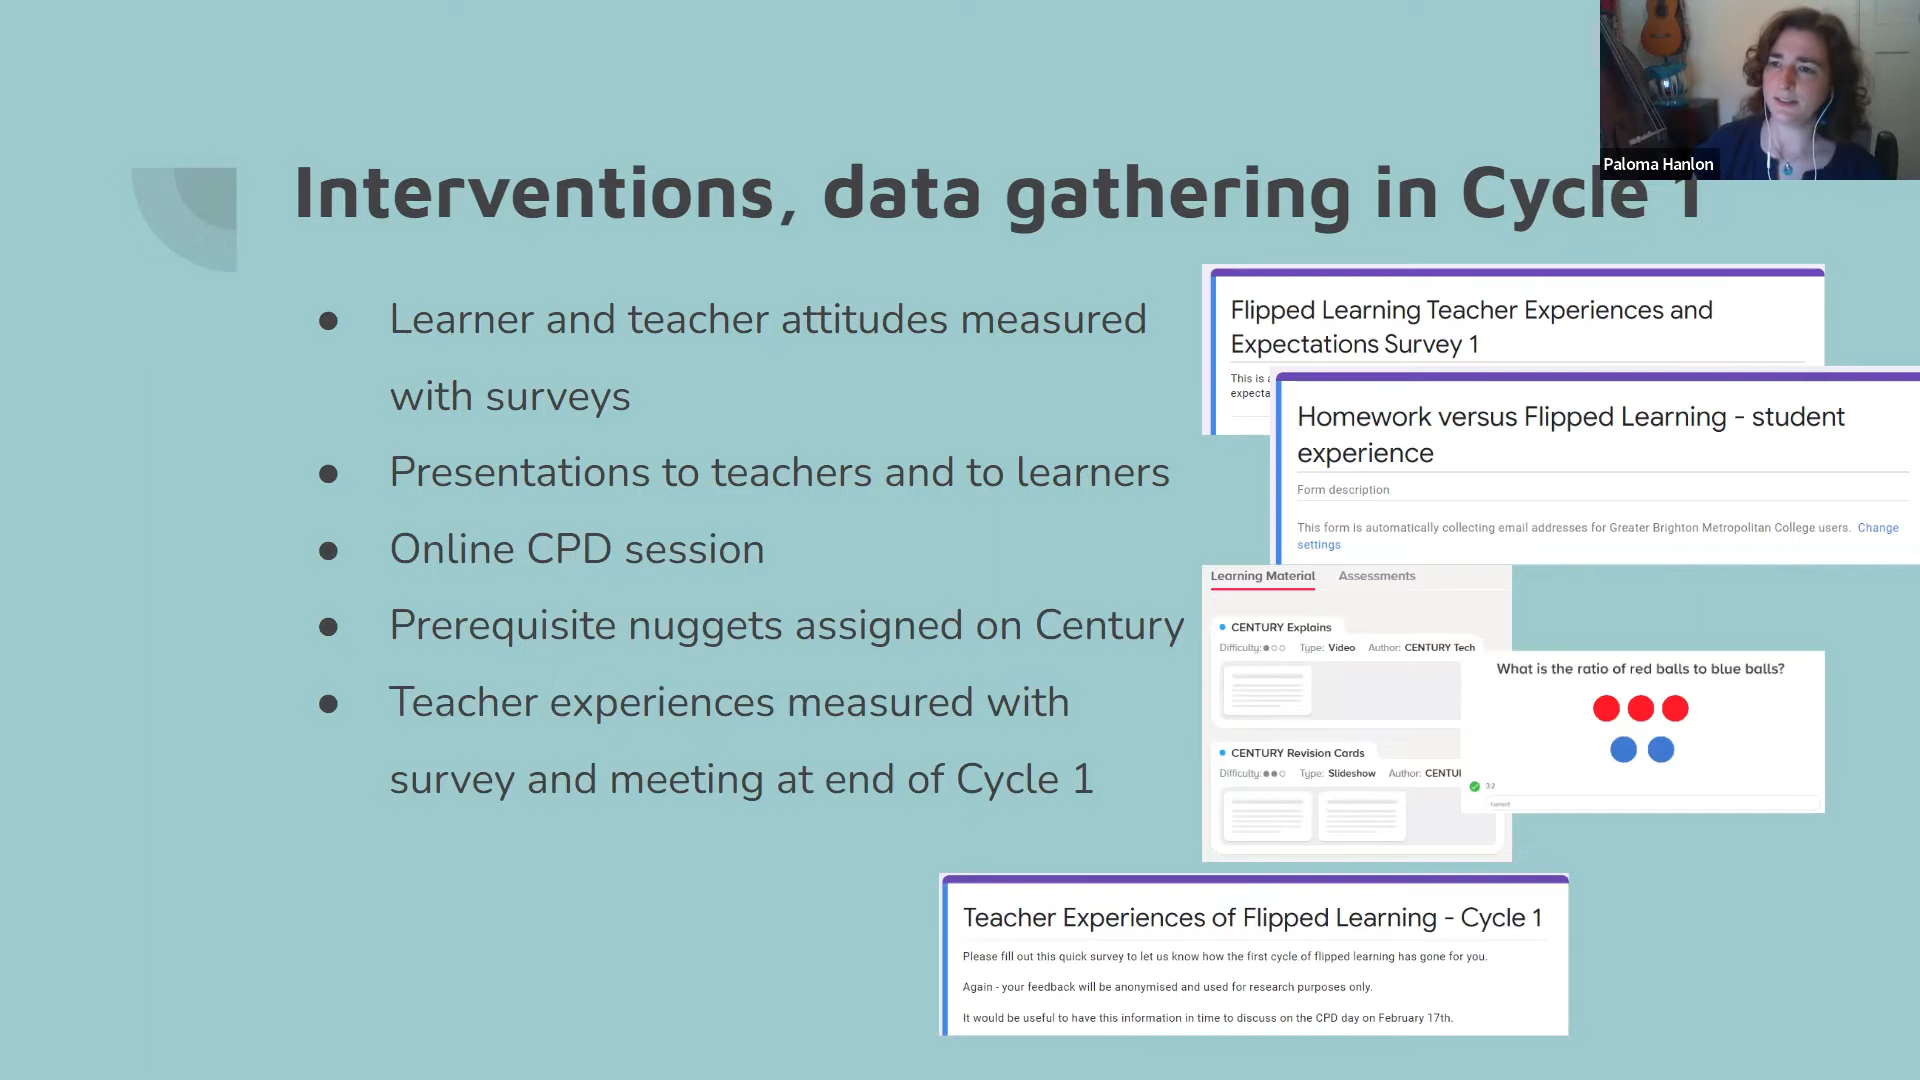 Paloma Hanlon
Interventions, data gathering in Cycle 1
● Learner and teacher attitudes measured
with surveys
● Presentations to teachers and to learners
● Online CPD session
● Prerequisite nuggets assigned on Century
● Teacher experiences measured with
survey and meeting at end of Cycle 1
Flipped Learning Teacher Experiences and
Expectations Survey 1
This is
expecta
Homework versus Flipped Learning - student
experience
Form description
This form is automatically collecting email addresses for Greater Brighton Metropolitan College users. Change
settings
Learning Material Assessments
CENTURY Explains
Difficulty: Type: Video Author: CENTURY Tech
CENTURY Revision Cards
Difficulty: Type: Slideshow Author: CENTU
What is the ratio of red balls to blue balls?
3:2
Correct
Teacher Experiences of Flipped Learning - Cycle 1
Please fill out this quick survey to let us know how the first cycle of flipped learning has gone for you.
Again - your feedback will be anonymised and used for research purposes only.
It would be useful to have this information in time to discuss on the CPD day on February 17th.